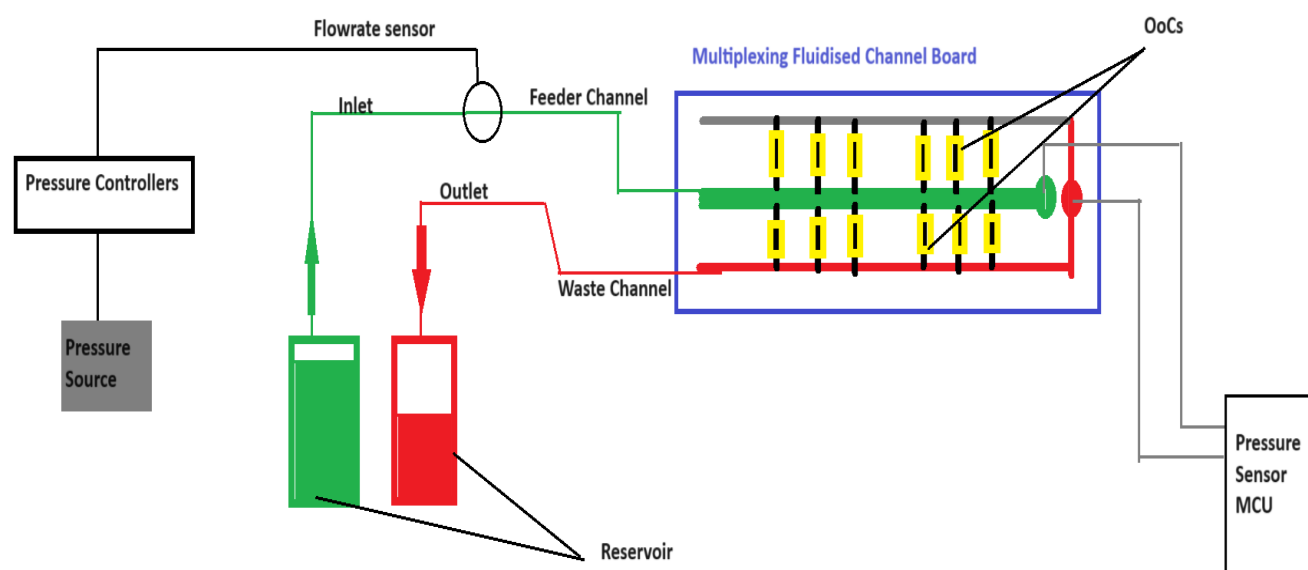 Flowrate sensor
OoCs
Multiplexing Fluidised Channel Board
Inlet
Feeder Channel
Pressure Controllers
Outlet
Waste Channel
Pressure
Source
Pressure
Sensor
MCU
Reservoir